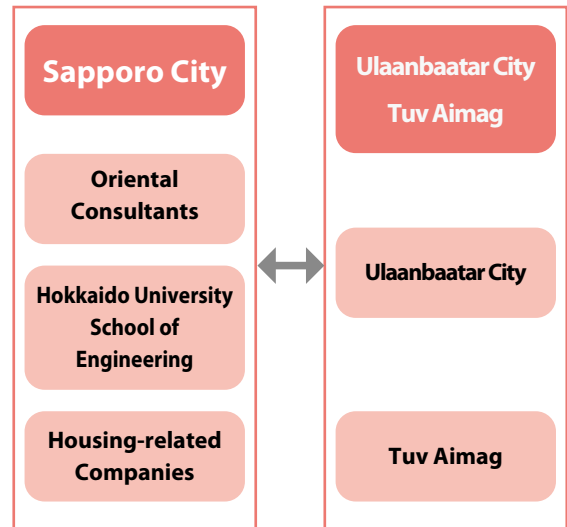 Sapporo City
Oriental
Consultants
Hokkaido University
School of
Engineering
Housing-related
Companies
Ulaanbaatar City
Tuv Aimag
Ulaanbaatar City
Tuv Aimag